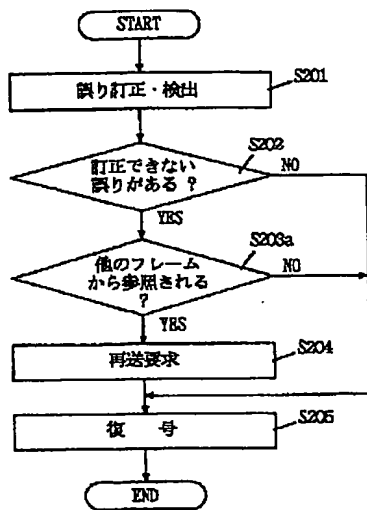 START
S201
誤り訂正・検出
S202
訂正できない
誤りがある?
NO
YES
S203a
他のフレーム
から参照される
?
NO
YES
S204
再送要求
S205
復 号
END